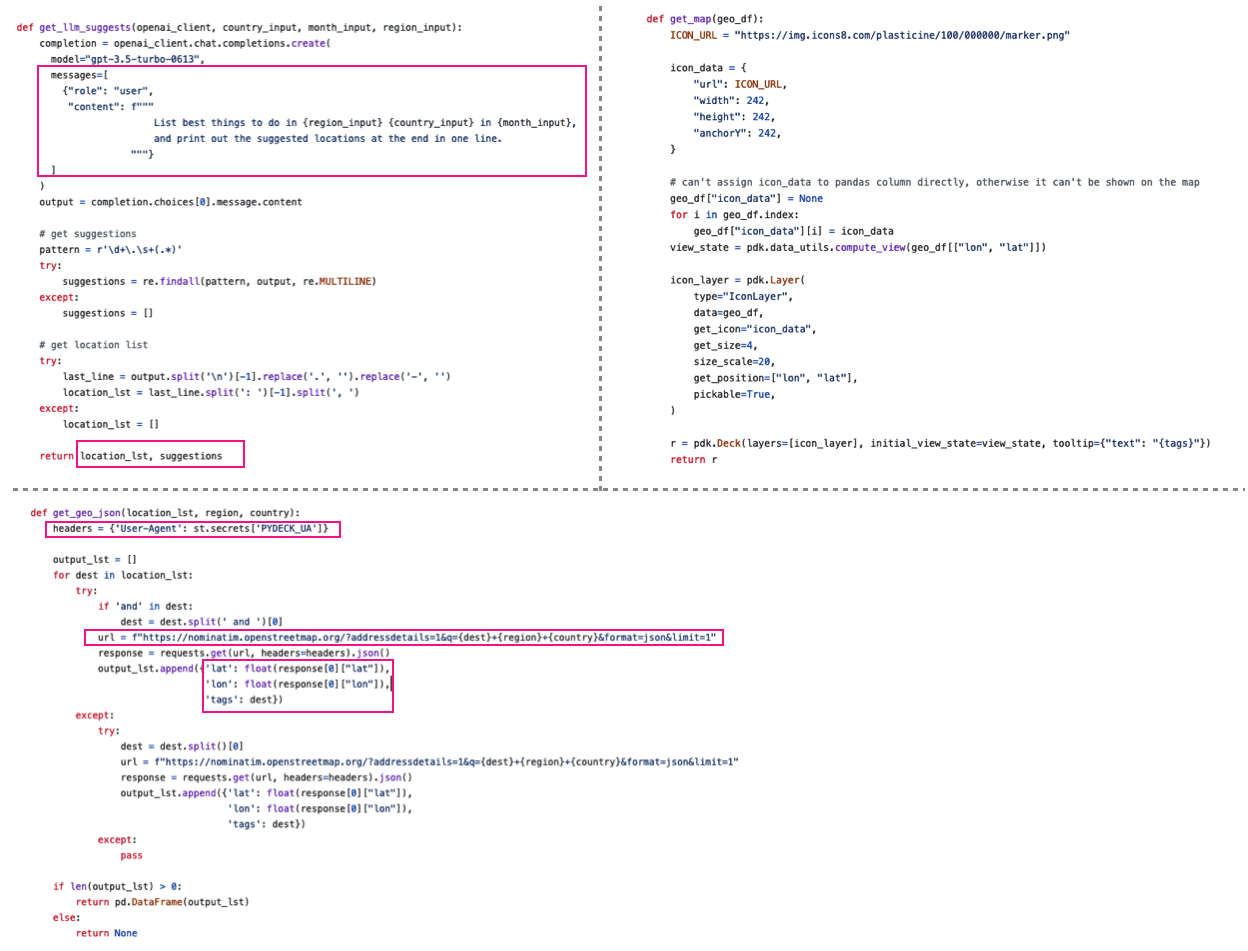 def get_llm_suggests(openai_client, country_input, month_input, region_input):
    completion = openai_client.chat.completions.create(
      model="gpt-3.5-turbo-0613",
      messages=[
        {"role": "user",
         "content": f"""
                        List best things to do in {region_input} {country_input} in {month_input},
                        and print out the suggested locations at the end in one line.
                    """}
      ]
    )
    output = completion.choices[0].message.content

    # get suggestions
    pattern = r'\d+\.\s+(.*)'
    try:
        suggestions = re.findall(pattern, output, re.MULTILINE)
    except:
        suggestions = []

    # get location list
    try:
        last_line = output.split('\n')[-1].replace('.', '').replace('-', '')
        location_lst = last_line.split(': ')[-1].split(', ')
    except:
        location_lst = []

    return location_lst, suggestions

def get_map(geo_df):
    ICON_URL = "https://img.icons8.com/plasticine/100/000000/marker.png"

    icon_data = {
        "url": ICON_URL,
        "width": 242,
        "height": 242,
        "anchorY": 242,
    }

    # can't assign icon_data to pandas column directly, otherwise it can't be shown on the map
    geo_df["icon_data"] = None
    for i in geo_df.index:
        geo_df["icon_data"][i] = icon_data
    view_state = pdk.data_utils.compute_view(geo_df[["lon", "lat"]])

    icon_layer = pdk.Layer(
        type="IconLayer",
        data=geo_df,
        get_icon="icon_data",
        get_size=4,
        size_scale=20,
        get_position=["lon", "lat"],
        pickable=True,
    )

    r = pdk.Deck(layers=[icon_layer], initial_view_state=view_state, tooltip={"text": "{tags}"})
    return r

def get_geo_json(location_lst, region, country):
    headers = {'User-Agent': st.secrets['PYDECK_UA']}

    output_lst = []
    for dest in location_lst:
        try:
            if 'and' in dest:
                dest = dest.split(' and ')[0]
            url = f"https://nominatim.openstreetmap.org/?addressdetails=1&q={dest}+{region}+{country}&format=json&limit=1"
            response = requests.get(url, headers=headers).json()
            output_lst.append({'lat': float(response[0]["lat"]),
                               'lon': float(response[0]["lon"]),
                               'tags': dest})
        except:
            try:
                dest = dest.split()[0]
                url = f"https://nominatim.openstreetmap.org/?addressdetails=1&q={dest}+{region}+{country}&format=json&limit=1"
                response = requests.get(url, headers=headers).json()
                output_lst.append({'lat': float(response[0]["lat"]),
                                   'lon': float(response[0]["lon"]),
                                   'tags': dest})
            except:
                pass

    if len(output_lst) > 0:
        return pd.DataFrame(output_lst)
    else:
        return None